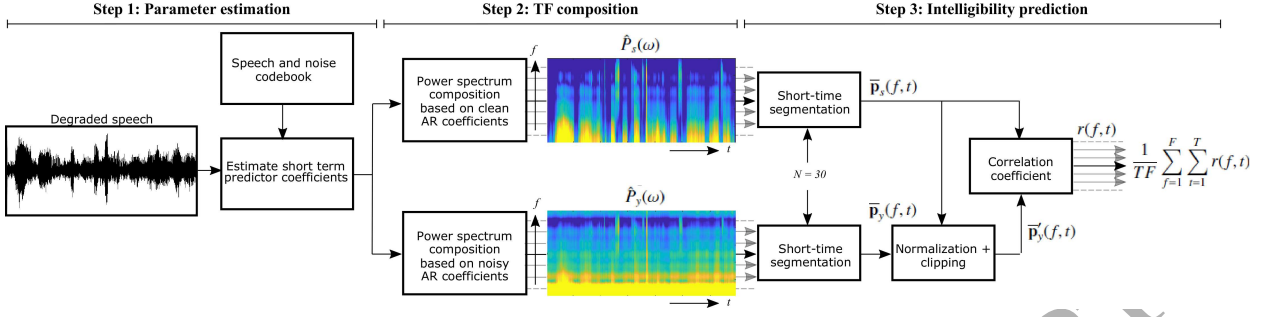 Step 1: Parameter estimation
Step 2: TF composition
Step 3: Intelligibility prediction
Speech and noise
codebook
Degraded speech
Estimate short term
predictor coefficients
Power spectrum
composition
based on clean
AR coefficients
f
P̂s(ω)
t
Power spectrum
composition
based on noisy
AR coefficients
f
P̂y(ω)
t
Short-time
segmentation
N = 30
Short-time
segmentation
p̅s(f,t)
p̅y(f,t)
Normalization +
clipping
p̅′y(f,t)
Correlation
coefficient
r(f,t)
1/TF ∑f=1^F ∑t=1^T r(f,t)